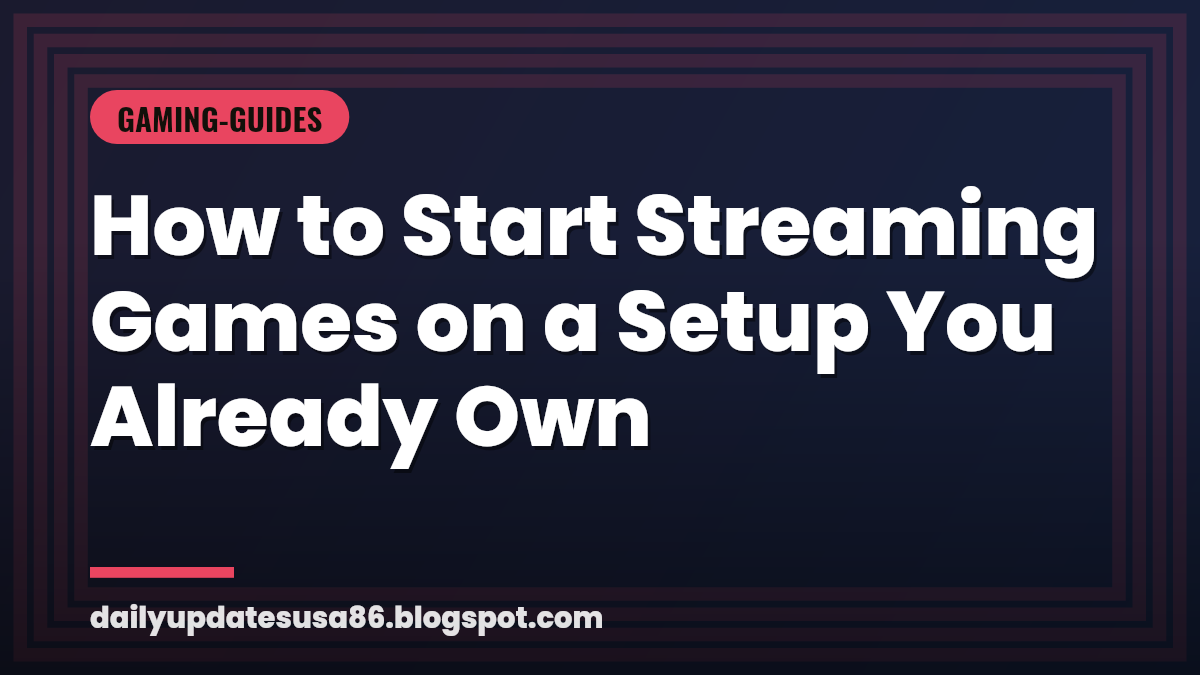 GAMING-GUIDES
How to Start Streaming
Games on a Setup You
Already Own
dailyupdatesusa86.blogspot.com